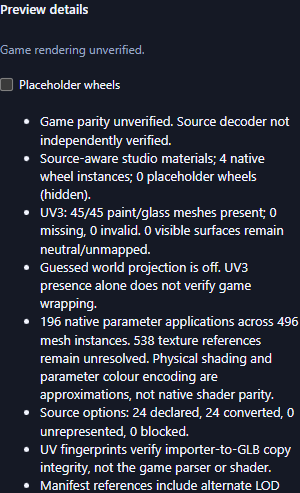 Preview details
Game rendering unverified.
Placeholder wheels
• Game parity unverified. Source decoder not
independently verified.
• Source-aware studio materials; 4 native
wheel instances; 0 placeholder wheels
(hidden).
• UV3: 45/45 paint/glass meshes present; 0
missing, 0 invalid. 0 visible surfaces remain
neutral/unmapped.
• Guessed world projection is off. UV3
presence alone does not verify game
wrapping.
• 196 native parameter applications across 496
mesh instances. 538 texture references
remain unresolved. Physical shading and
parameter colour encoding are
approximations, not native shader parity.
• Source options: 24 declared, 24 converted, 0
unrepresented, 0 blocked.
• UV fingerprints verify importer-to-GLB copy
integrity, not the game parser or shader.
• Manifest references include alternate LOD